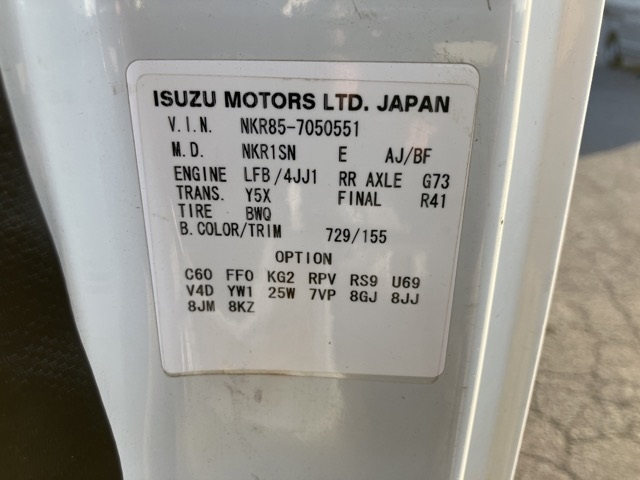 ISUZU MOTORS LTD. JAPAN
V.I.N. NKR85-7050551
M.D. NKR1SN E AJ/BF
ENGINE LFB/4JJ1 RR AXLE G73
TRANS. Y5X FINAL R41
TIRE BWQ
B.COLOR/TRIM 729/155
OPTION
C60 FF0 KG2 RPV RS9 U69
V4D YW1 25W 7VP 8GJ 8JJ
8JM 8KZ